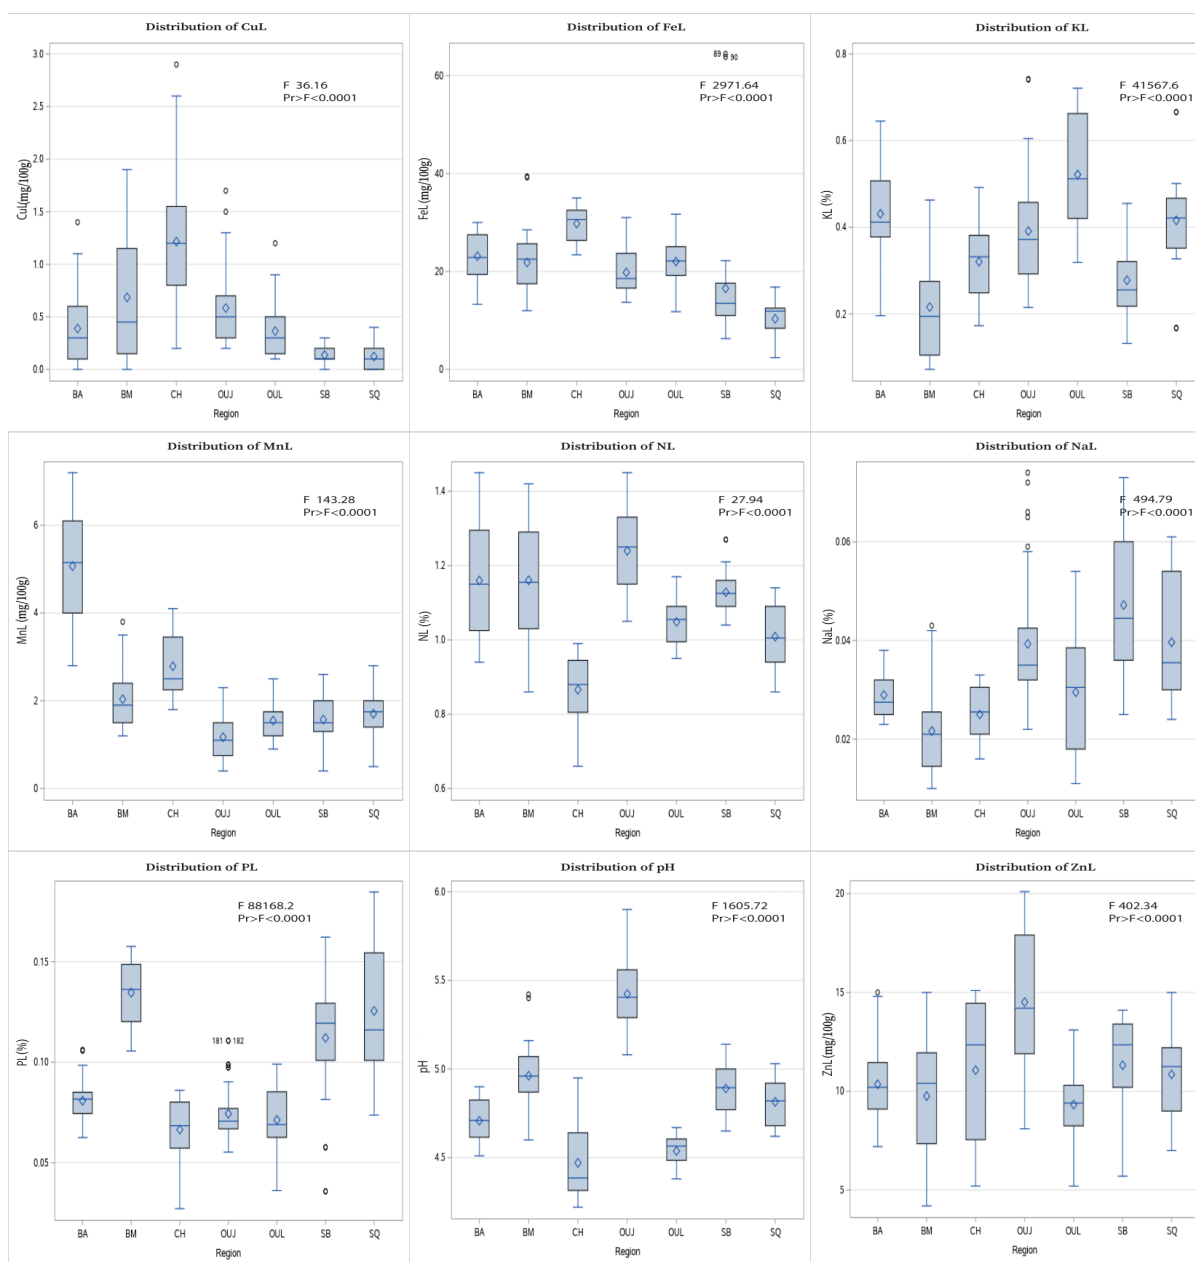 Distribution of CuL
3.0
2.5
2.0
1.5
1.0
0.5
0.0
CuL(mg/100g)
F 36.16
Pr>F<0.0001
BA BM CH OUJ OUL SB SQ
Region
Distribution of FeL
60
40
20
0
FeL(mg/100g)
89 90
F 2971.64
Pr>F<0.0001
BA BM CH OUJ OUL SB SQ
Region
Distribution of KL
0.8
0.6
0.4
0.2
KL (%)
F 41567.6
Pr>F<0.0001
BA BM CH OUJ OUL SB SQ
Region
Distribution of MnL
6
4
2
0
MnL (mg/100g)
F 143.28
Pr>F<0.0001
BA BM CH OUJ OUL SB SQ
Region
Distribution of NL
1.4
1.2
1.0
0.8
0.6
NL (%)
F 27.94
Pr>F<0.0001
BA BM CH OUJ OUL SB SQ
Region
Distribution of NaL
0.06
0.04
0.02
NaL (%)
F 494.79
Pr>F<0.0001
BA BM CH OUJ OUL SB SQ
Region
Distribution of PL
0.15
0.10
0.05
PL (%)
F 88168.2
Pr>F<0.0001
181 182
BA BM CH OUJ OUL SB SQ
Region
Distribution of pH
6.0
5.5
5.0
4.5
pH
F 1605.72
Pr>F<0.0001
BA BM CH OUJ OUL SB SQ
Region
Distribution of ZnL
20
15
10
5
ZnL (mg/100g)
F 402.34
Pr>F<0.0001
BA BM CH OUJ OUL SB SQ
Region